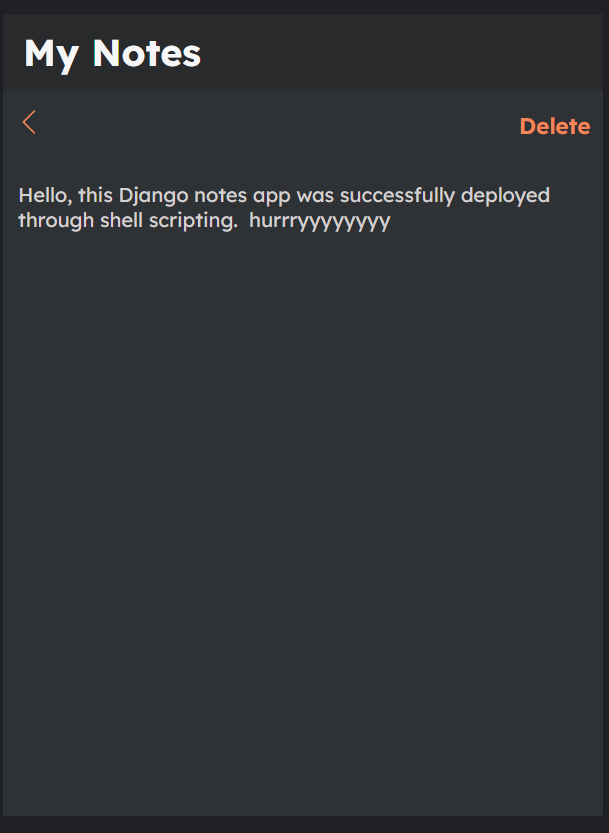 My Notes
Delete
Hello, this Django notes app was successfully deployed
through shell scripting.  hurrryyyyyyyy